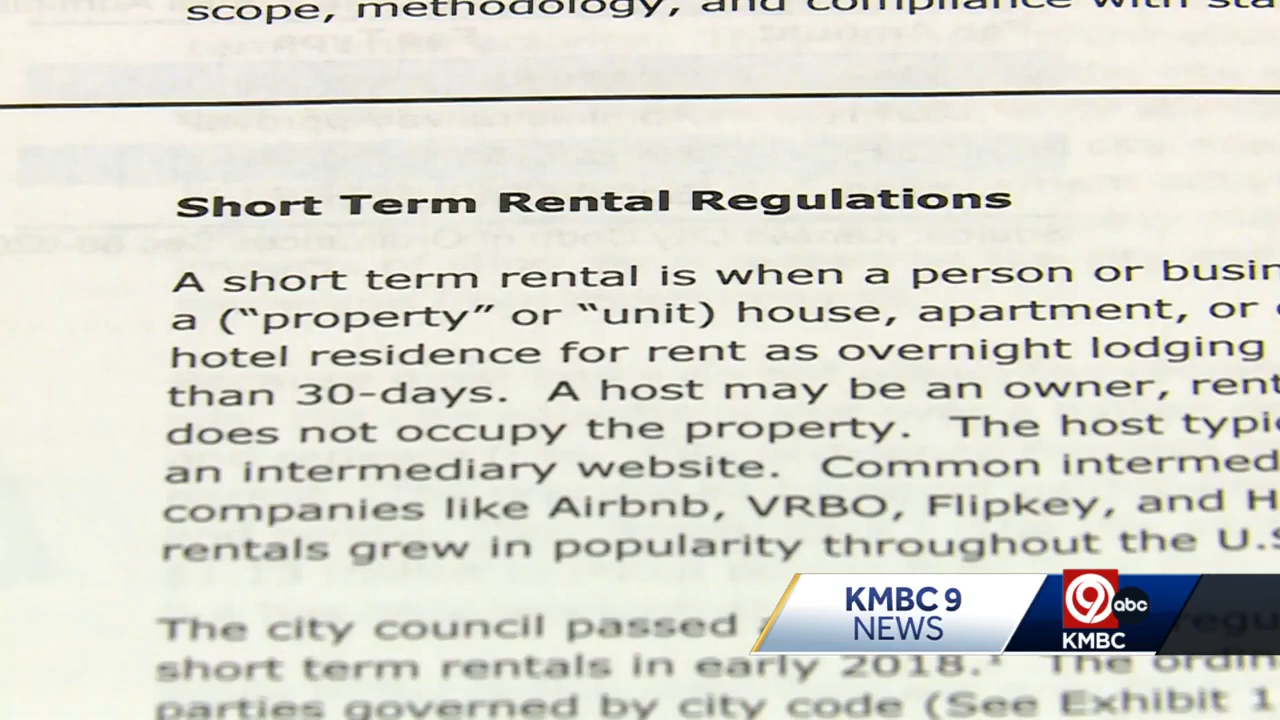 scope, methodology, and compliance with sta
Short Term Rental Regulations
A short term rental is when a person or busin
a (“property” or “unit) house, apartment, or
hotel residence for rent as overnight lodging
than 30-days. A host may be an owner, rent
does not occupy the property. The host typic
an intermediary website. Common intermed
companies like Airbnb, VRBO, Flipkey, and H
rentals grew in popularity throughout the U.S
The city council passed regu
short term rentals in early 2018.¹ The ordin
parties governed by city code (See Exhibit 1
KMBC 9
NEWS
9
abc
KMBC